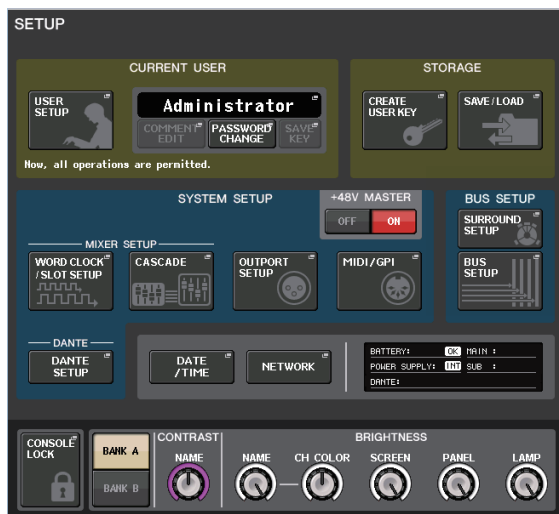 SETUP
CURRENT USER
USER
SETUP
Administrator
COMMENT
EDIT
PASSWORD
CHANGE
SAVE
KEY
Now, all operations are permitted.
STORAGE
CREATE
USER KEY
SAVE/LOAD
SYSTEM SETUP
+48V MASTER
OFF
ON
MIXER SETUP
WORD CLOCK
/SLOT SETUP
CASCADE
OUTPORT
SETUP
MIDI/GPI
BUS SETUP
SURROUND
SETUP
BUS
SETUP
DANTE
DANTE
SETUP
DATE
/TIME
NETWORK
BATTERY: OK MAIN :
POWER SUPPLY: INT SUB :
DANTE:
CONSOLE
LOCK
BANK A
BANK B
CONTRAST
NAME
BRIGHTNESS
NAME
CH COLOR
SCREEN
PANEL
LAMP